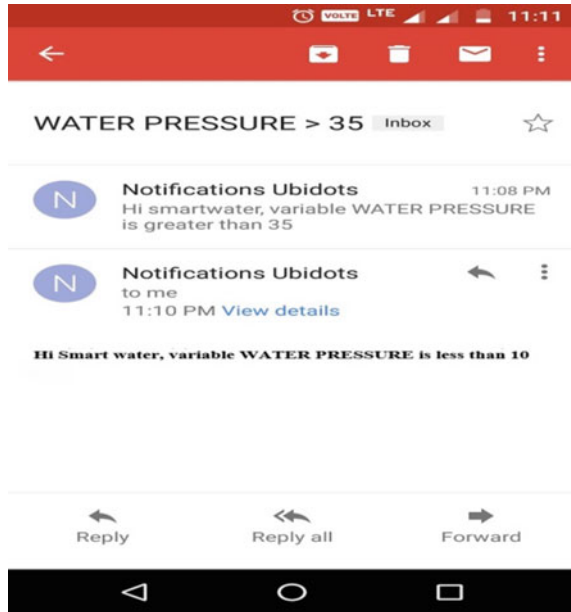 VOLTE LTE 11:11
WATER PRESSURE > 35 Inbox
N Notifications Ubidots 11:08 PM
Hi smartwater, variable WATER PRESSURE
is greater than 35
N Notifications Ubidots
to me
11:10 PM View details
Hi Smart water, variable WATER PRESSURE is less than 10
Reply Reply all Forward